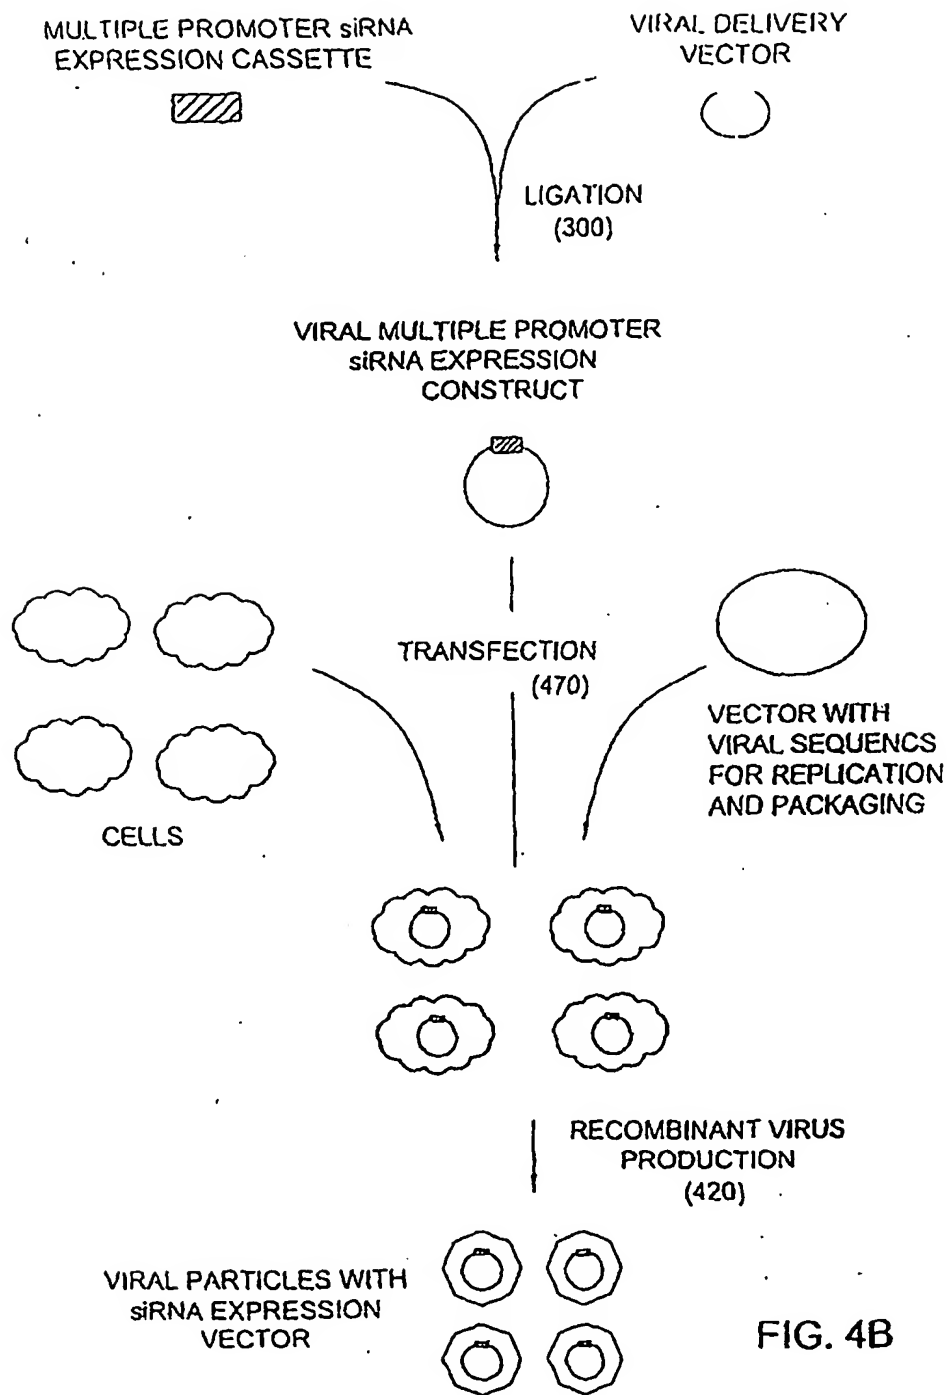 MULTIPLE PROMOTER siRNA
EXPRESSION CASSETTE
VIRAL DELIVERY
VECTOR
LIGATION
(300)
VIRAL MULTIPLE PROMOTER
siRNA EXPRESSION
CONSTRUCT
TRANSFECTION
(470)
CELLS
VECTOR WITH
VIRAL SEQUENCS
FOR REPLICATION
AND PACKAGING
RECOMBINANT VIRUS
PRODUCTION
(420)
VIRAL PARTICLES WITH
siRNA EXPRESSION
VECTOR
FIG. 4B